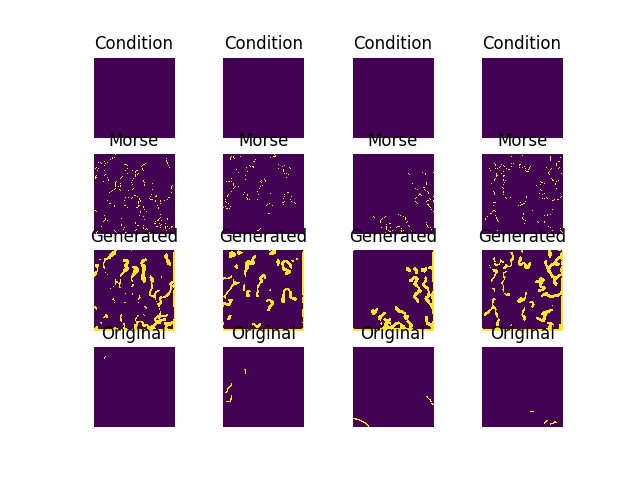 Condition Condition Condition Condition
Morse Morse Morse Morse
Generated Generated Generated Generated
Original Original Original Original